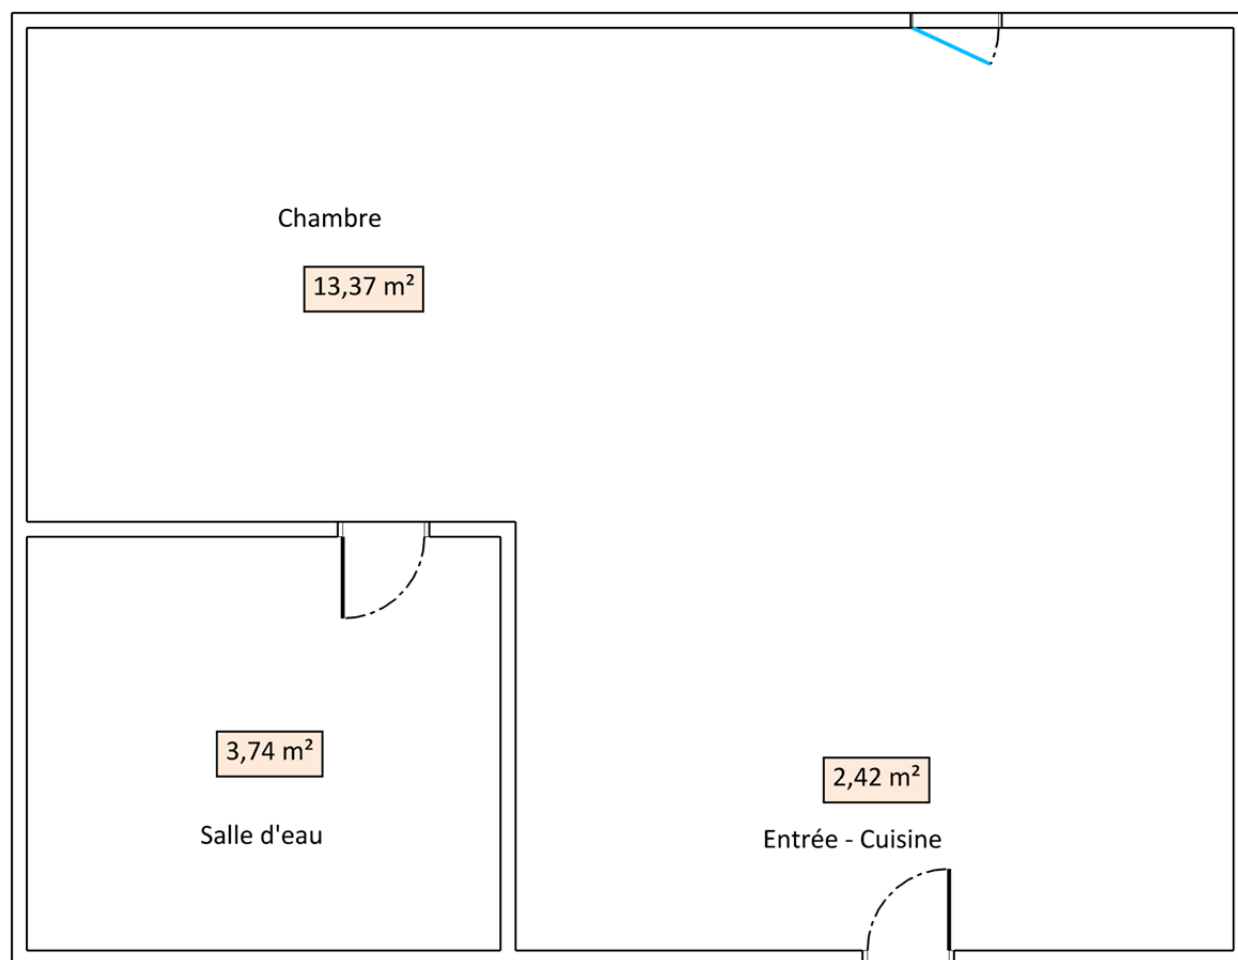 Chambre
13,37 m²
3,74 m²
Salle d'eau
2,42 m²
Entrée - Cuisine